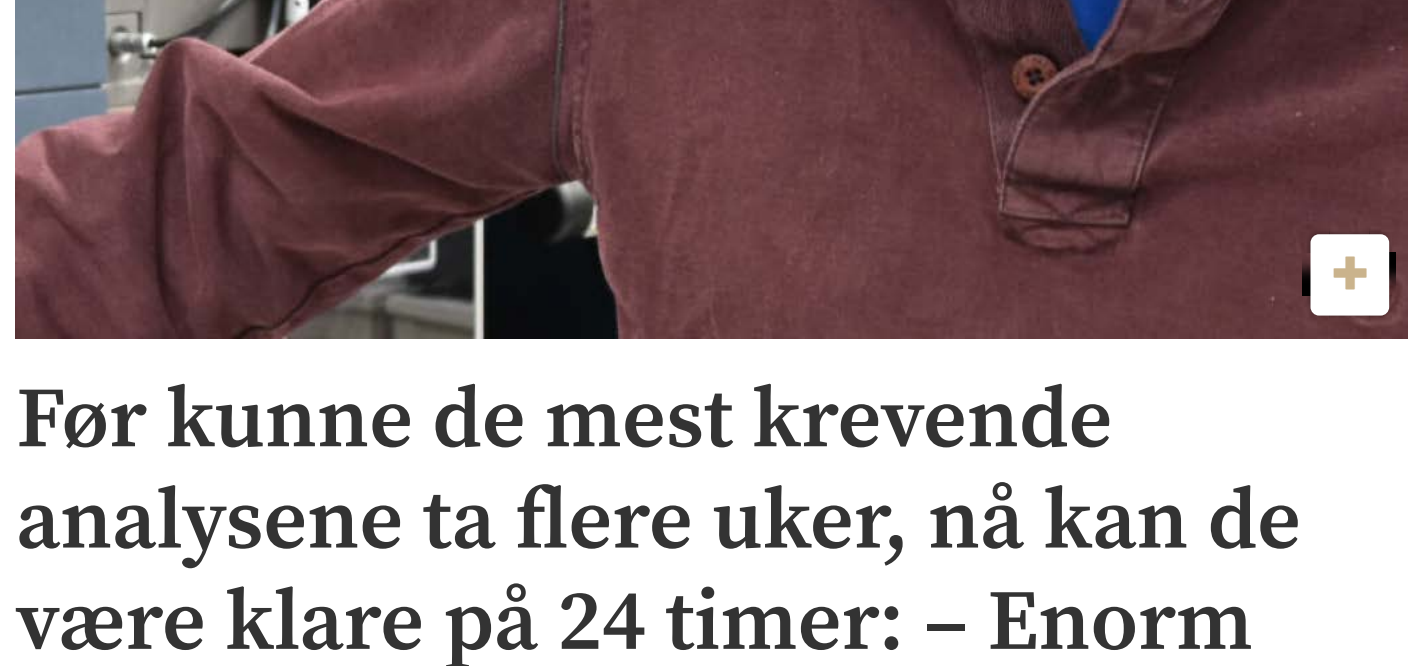 Før kunne de mest krevende
analysene ta flere uker, nå kan de
være klare på 24 timer: – Enorm